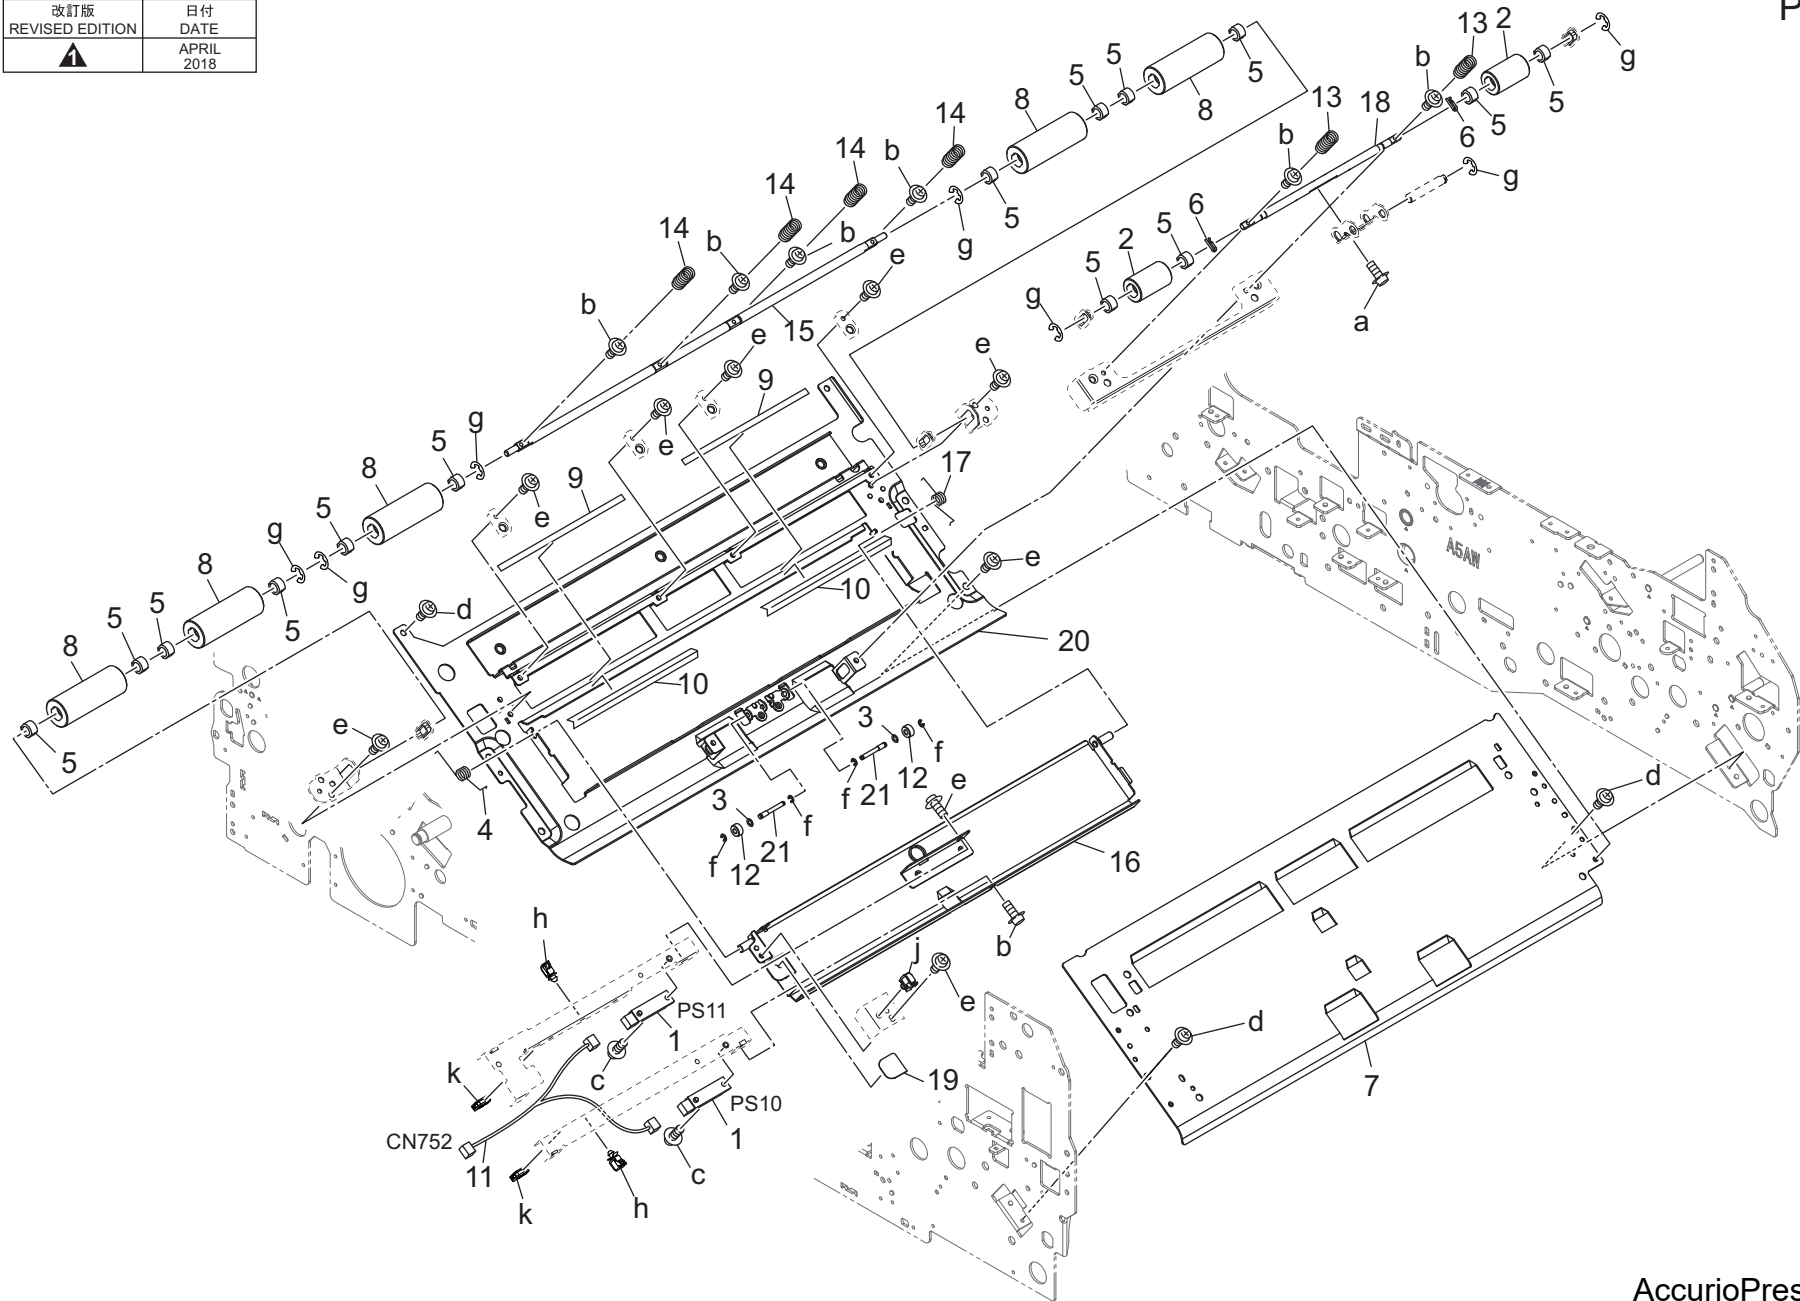 改訂版 日付
REVISED EDITION DATE
1 APRIL
2018
P
5 8 5 5 8 14 b 5 g
13 2 g b 5 5 6 18 13 b
14 14 14 b b b b 15 e
g 5 2 5 6 a g
e 9 e e e 9 17 e
g 5 8 5 g g 5 8 5 5 8 5
d 10 10 20 e A5AW
e 4
3 f 12 21 f
3 f 12 21 f
e 16 b j e 19
d d 7
h PS11 1 c k
PS10 1 c k h
CN752 11
AccurioPres